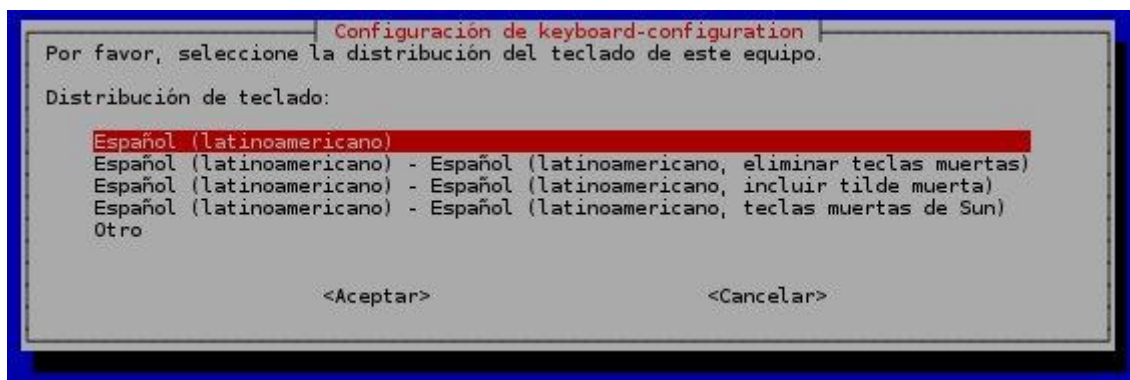 Configuración de keyboard-configuration
Por favor, seleccione la distribución del teclado de este equipo.
Distribución de teclado:
Español (latinoamericano)
Español (latinoamericano) - Español (latinoamericano, eliminar teclas muertas)
Español (latinoamericano) - Español (latinoamericano, incluir tilde muerta)
Español (latinoamericano) - Español (latinoamericano, teclas muertas de Sun)
Otro
<Aceptar> <Cancelar>